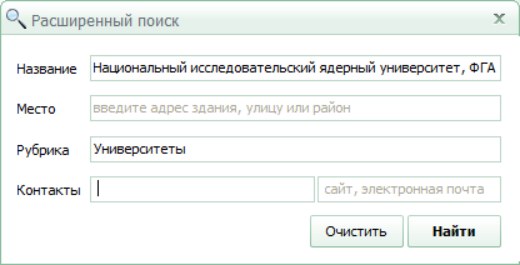 Расширенный поиск x
Название Национальный исследовательский ядерный университет, ФГА
Место введите адрес здания, улицу или район
Рубрика Университеты
Контакты сайт, электронная почта
Очистить Найти